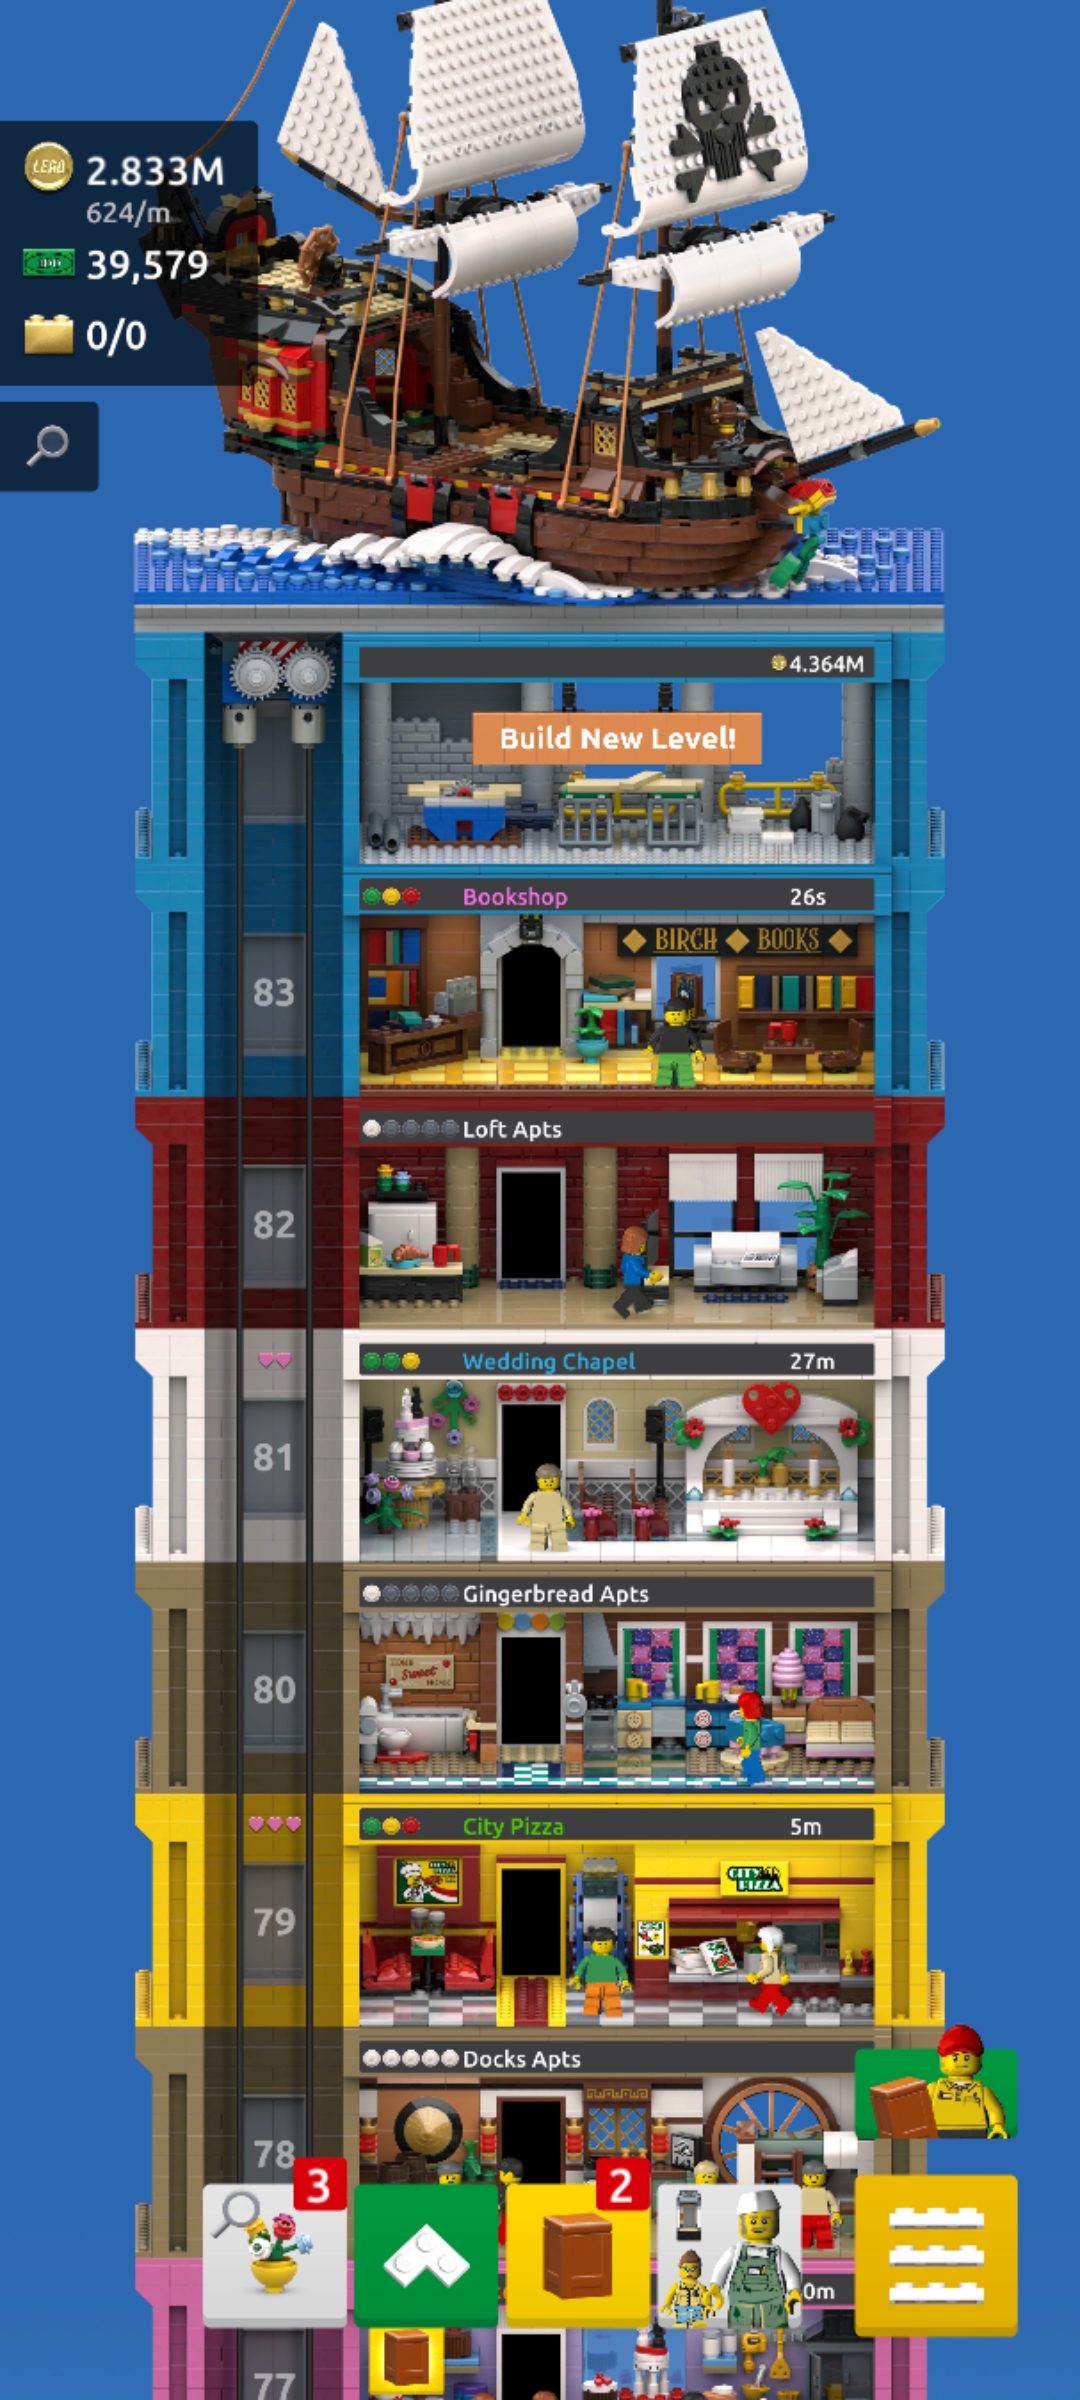 LEGO
2.833M
624/m
39,579
0/0
4.364M
Build New Level!
Bookshop 26s
BIRCH BOOKS
83
Loft Apts
82
Wedding Chapel 27m
81
Gingerbread Apts
HOME
Sweet
HOME
80
City Pizza 5m
CITY
PIZZA
79
Docks Apts
78
3
2
0m
77